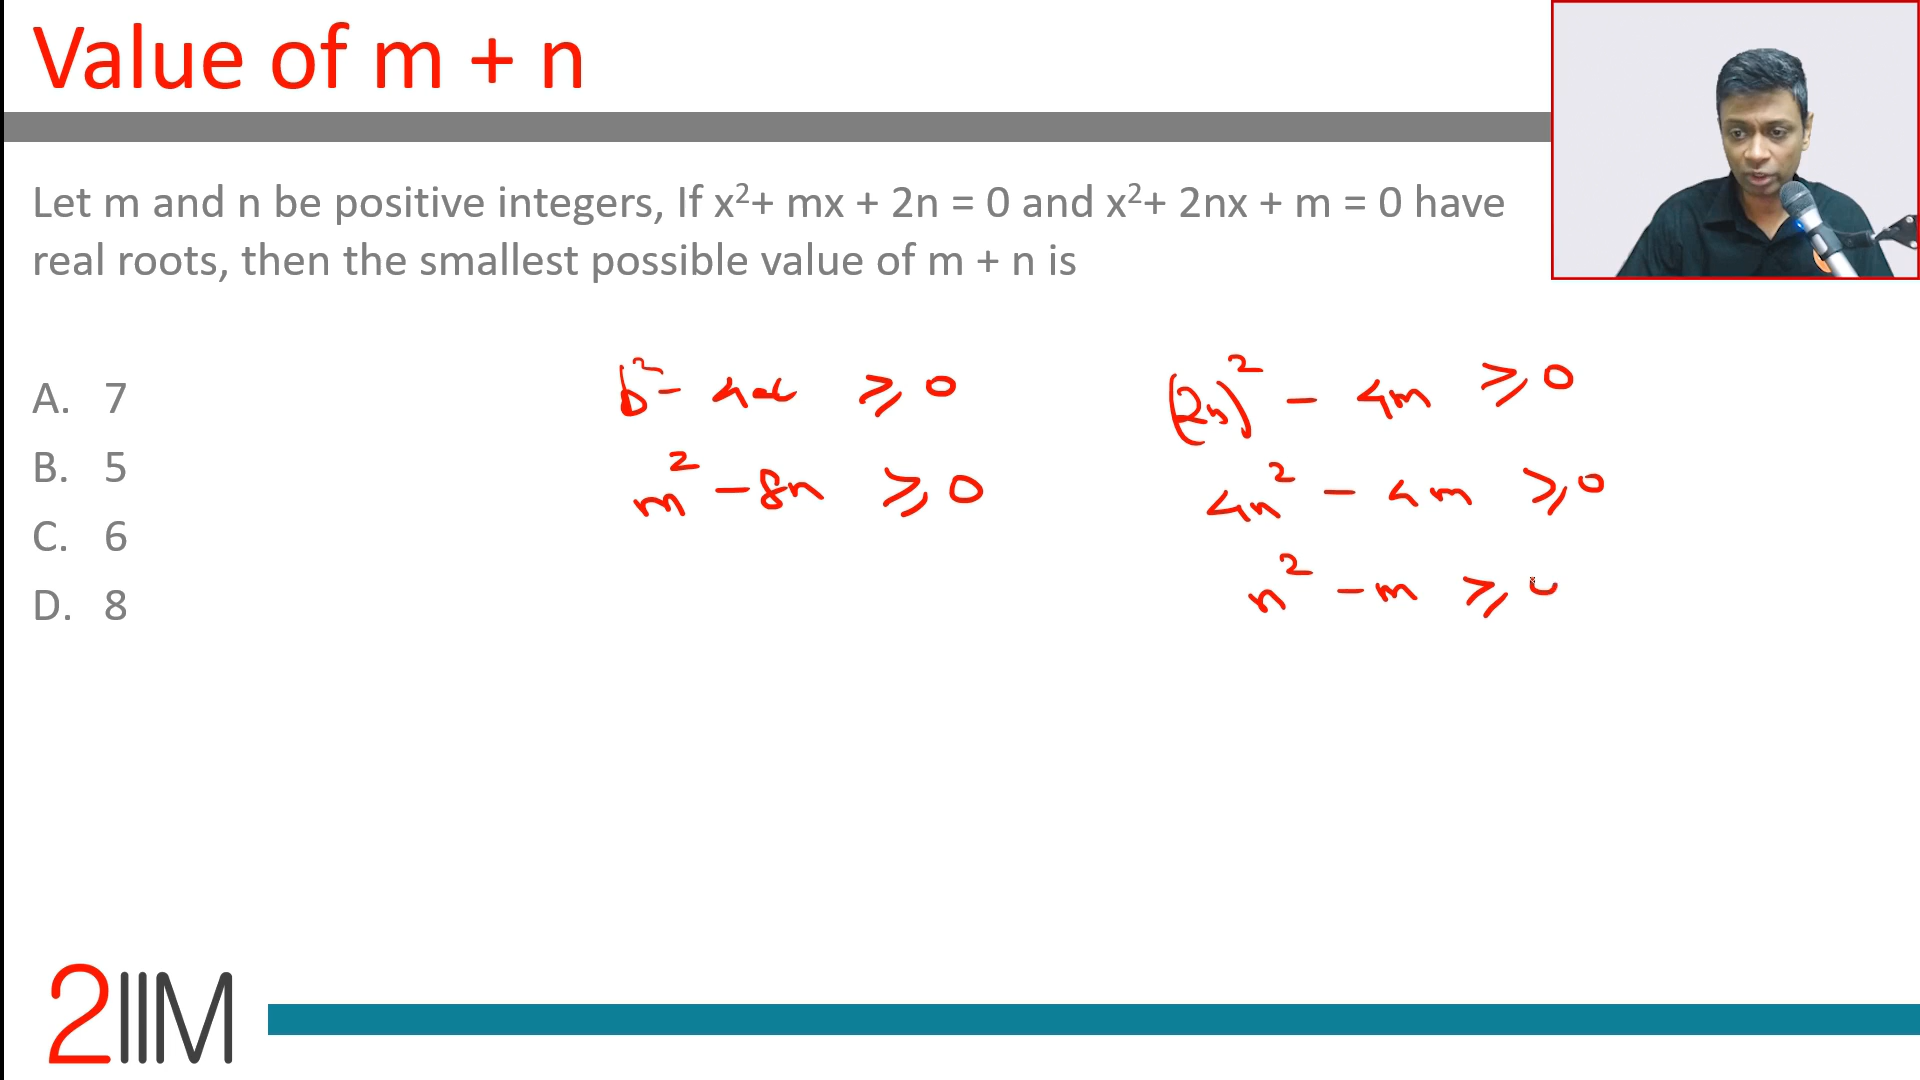 Value of m + n
Let m and n be positive integers, If x²+ mx + 2n = 0 and x²+ 2nx + m = 0 have
real roots, then the smallest possible value of m + n is
A. 7
B. 5
C. 6
D. 8
b² - 4ac ≥ 0
m² - 8n ≥ 0
(2n)² - 4m ≥ 0
4n² - 4m ≥ 0
n² - m ≥
2IIM